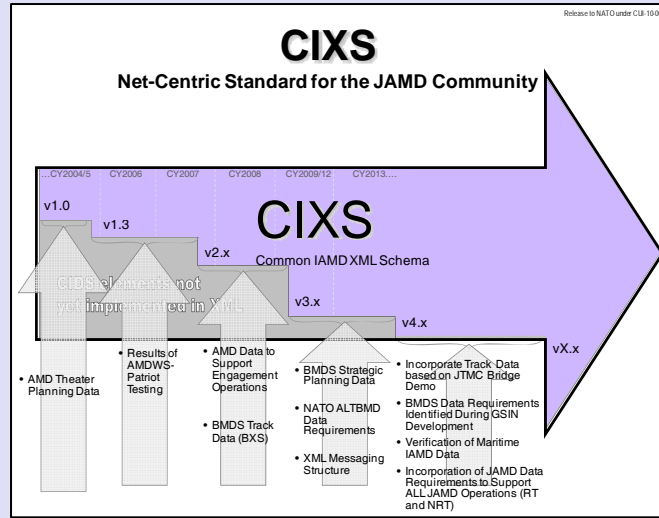 Release to NATO under CUI-10-0
CIXS
Net-Centric Standard for the JAMD Community
...CY2004/5 CY2006 CY2007 CY2008 CY2009/12 CY2013....
v1.0
v1.3
v2.x
v3.x
v4.x
vX.x
CIXS
Common IAMD XML Schema
CIDS elements not
yet implemented in XML
• AMD Theater
Planning Data
• Results of
AMDWS-
Patriot
Testing
• AMD Data to
Support
Engagement
Operations
• BMDS Track
Data (BXS)
• BMDS Strategic
Planning Data
• NATO ALTBMD
Data
Requirements
• XML Messaging
Structure
• Incorporate Track Data
based on JTMC Bridge
Demo
• BMDS Data Requirements
Identified During GSIN
Development
• Verification of Maritime
IAMD Data
• Incorporation of JAMD Data
Requirements to Support
ALL JAMD Operations (RT
and NRT)